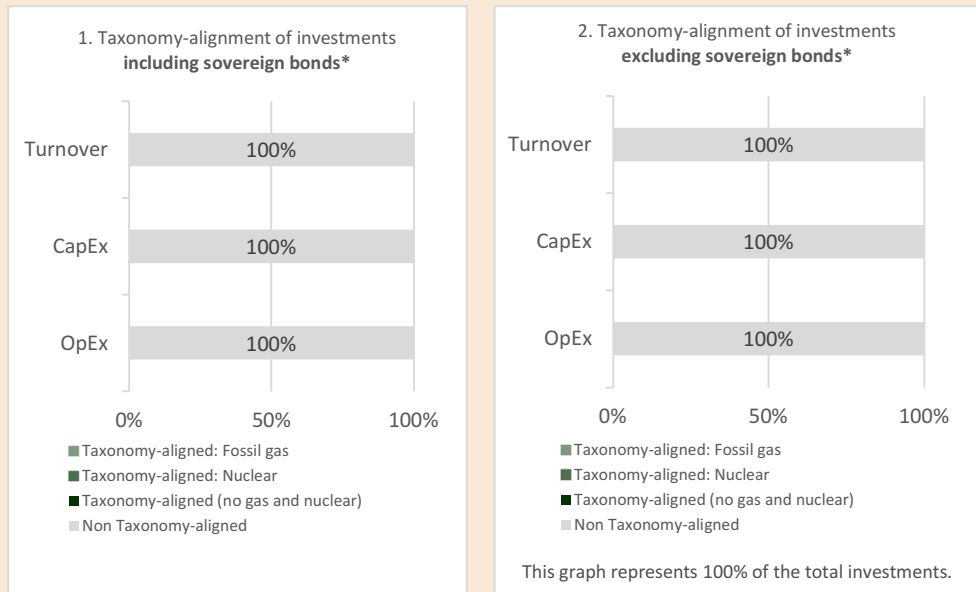 1. Taxonomy-alignment of investments
including sovereign bonds*
Turnover
100%
CapEx
100%
OpEx
100%
0%
50%
100%
Taxonomy-aligned: Fossil gas
Taxonomy-aligned: Nuclear
Taxonomy-aligned (no gas and nuclear)
Non Taxonomy-aligned
2. Taxonomy-alignment of investments
excluding sovereign bonds*
Turnover
100%
CapEx
100%
OpEx
100%
0%
50%
100%
Taxonomy-aligned: Fossil gas
Taxonomy-aligned: Nuclear
Taxonomy-aligned (no gas and nuclear)
Non Taxonomy-aligned
This graph represents 100% of the total investments.